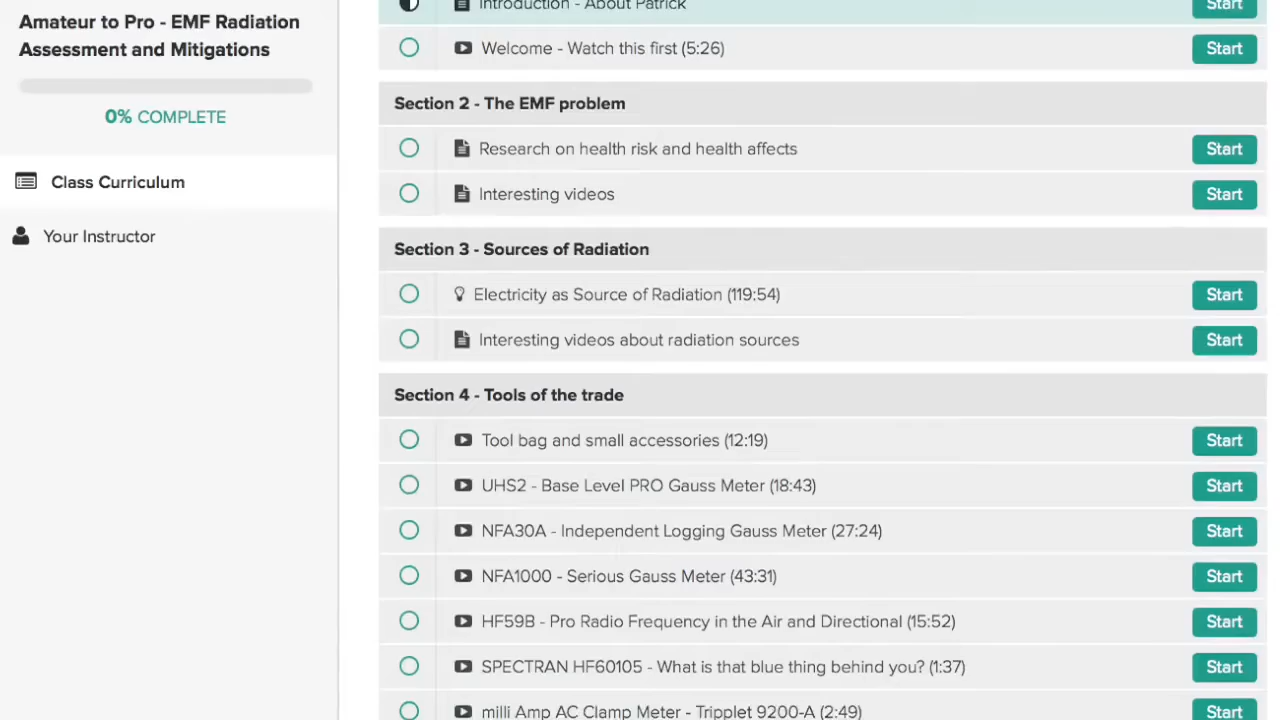 Amateur to Pro - EMF Radiation
Assessment and Mitigations
0% COMPLETE
Class Curriculum
Your Instructor
Introduction - About Patrick Start
Welcome - Watch this first (5:26) Start
Section 2 - The EMF problem
Research on health risk and health affects Start
Interesting videos Start
Section 3 - Sources of Radiation
Electricity as Source of Radiation (119:54) Start
Interesting videos about radiation sources Start
Section 4 - Tools of the trade
Tool bag and small accessories (12:19) Start
UHS2 - Base Level PRO Gauss Meter (18:43) Start
NFA30A - Independent Logging Gauss Meter (27:24) Start
NFA1000 - Serious Gauss Meter (43:31) Start
HF59B - Pro Radio Frequency in the Air and Directional (15:52) Start
SPECTRAN HF60105 - What is that blue thing behind you? (1:37) Start
milli Amp AC Clamp Meter - Tripplet 9200-A (2:49) Start